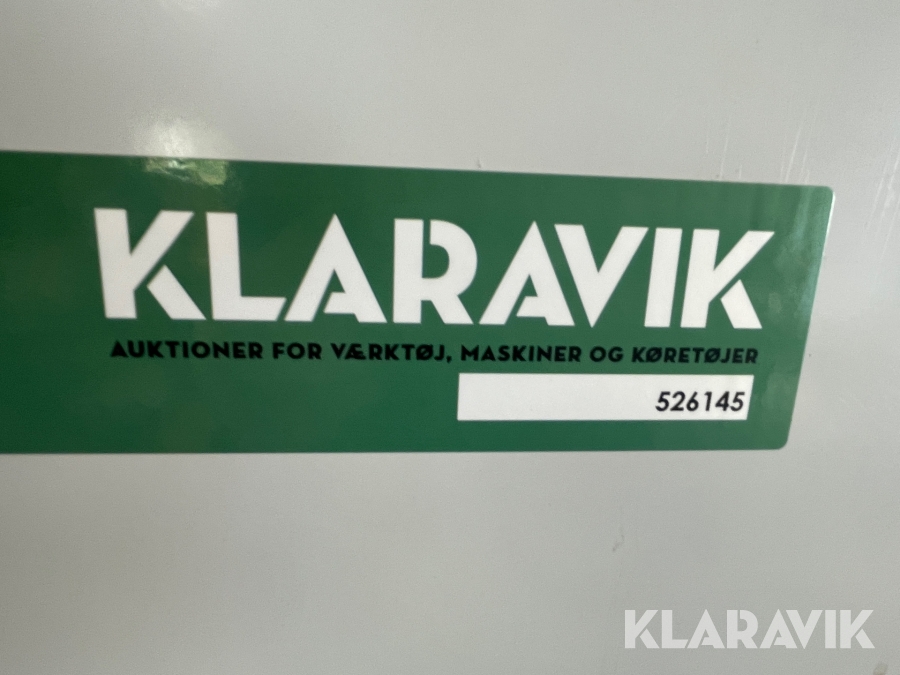 KLARAVIK
AUKTIONER FOR VÆRKTØJ, MASKINER OG KØRETØJER
526145
KLARAVIK